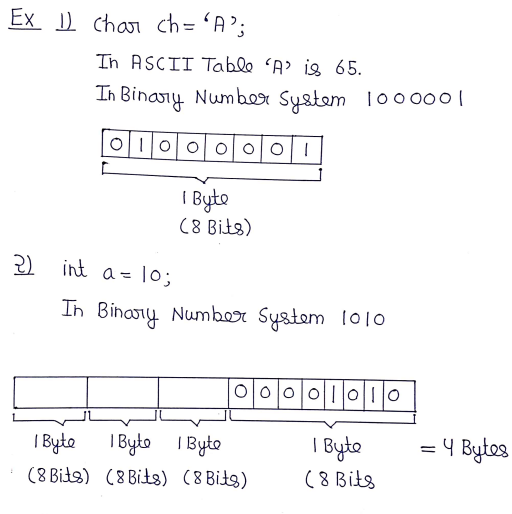 Ex 1) char ch= 'A';
In ASCII Table 'A' is 65.
In Binary Number System 1000001
0 1 0 0 0 0 0 1
1 Byte
(8 Bits)
2) int a = 10;
In Binary Number System 1010
0 0 0 0 1 0 1 0
1 Byte 1 Byte 1 Byte 1 Byte = 4 Bytes
(8 Bits) (8 Bits) (8 Bits) (8 Bits